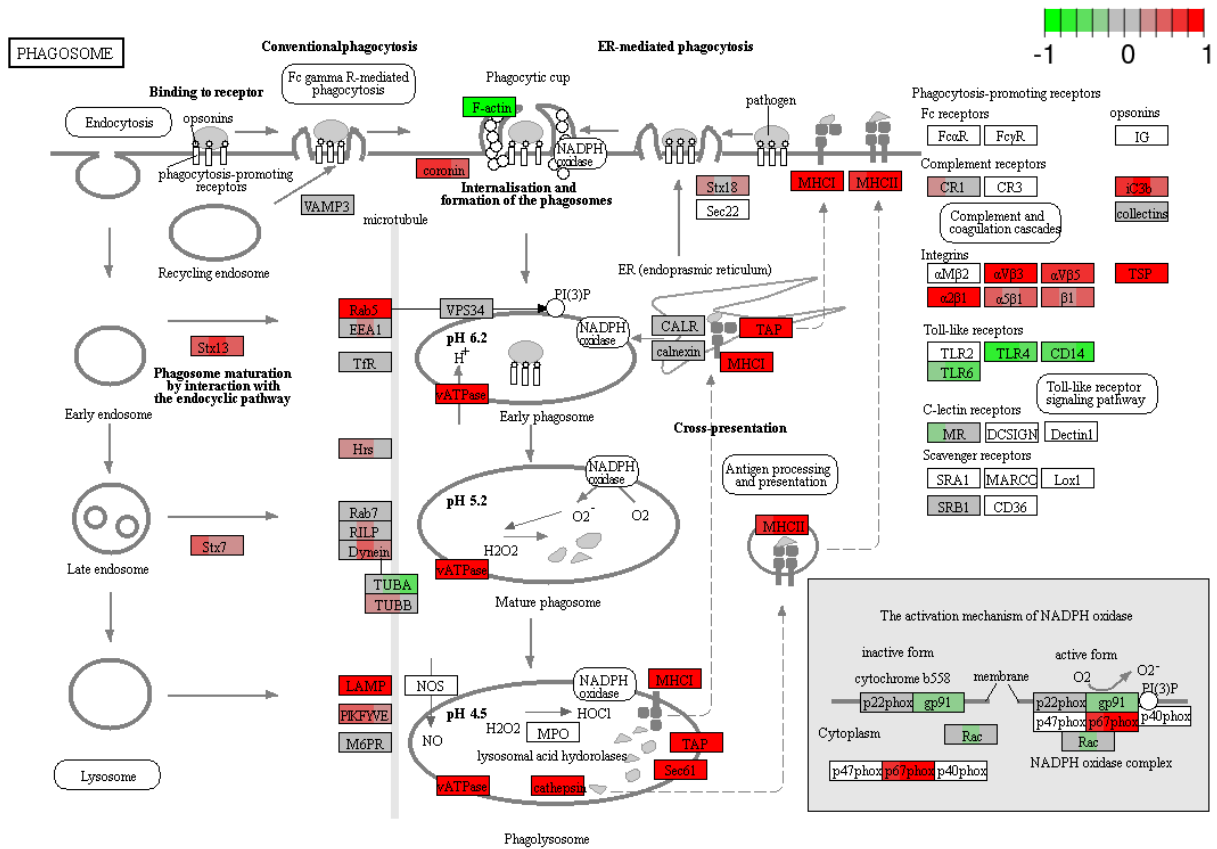 PHAGOSOME
-1 0 1
Conventionalphagocytosis
ER-mediated phagocytosis
Fc gamma R-mediated
phagocytosis
Phagocytic cup
F-actin
Binding to receptor
Endocytosis
opsonins
NADPH
oxidase
pathogen
phagocytosis-promoting
receptors
coronin
Internalisation and
formation of the phagosomes
Stx18
Sec22
MHCI
MHCII
VAMP3
microtubule
Recycling endosome
ER (endoprasmic reticulum)
Phagocytosis-promoting receptors
Fc receptors
opsonins
FcαR
FcγR
IG
Complement receptors
CR1
CR3
iC3b
collectins
Complement and
coagulation cascades
Integrins
αMβ2
αVβ3
αVβ5
TSP
α2β1
α5β1
β1
Toll-like receptors
TLR2
TLR4
CD14
TLR6
Toll-like receptor
signaling pathway
C-lectin receptors
MR
DCSIGN
Dectin1
Scavenger receptors
SRA1
MARCO
Lox1
SRB1
CD36
Rab5
EEA1
VPS34
PI(3)P
TfR
Stx13
Phagosome maturation
by interaction with
the endocyclic pathway
Early endosome
pH 6.2
H+
NADPH
oxidase
vATPase
Early phagosome
CALR
calnexin
TAP
MHCI
Cross-presentation
Antigen processing
and presentation
MHCII
Hrs
Rab7
RILP
Dynein
TUBA
TUBB
Stx7
Late endosome
pH 5.2
NADPH
oxidase
O2-
O2
H2O2
vATPase
Mature phagosome
LAMP
PIKFYVE
M6PR
Lysosome
NOS
NO
pH 4.5
NADPH
oxidase
H2O2
HOCl
MPO
lysosomal acid hydorolases
MHCI
TAP
Sec61
vATPase
cathepsin
Phagolysosome
The activation mechanism of NADPH oxidase
inactive form
active form
cytochrome b558
membrane
O2
O2-
PI(3)P
p22phox
gp91
p22phox
gp91
p47phox
p67phox
p40phox
Cytoplasm
Rac
Rac
p47phox
p67phox
p40phox
NADPH oxidase complex